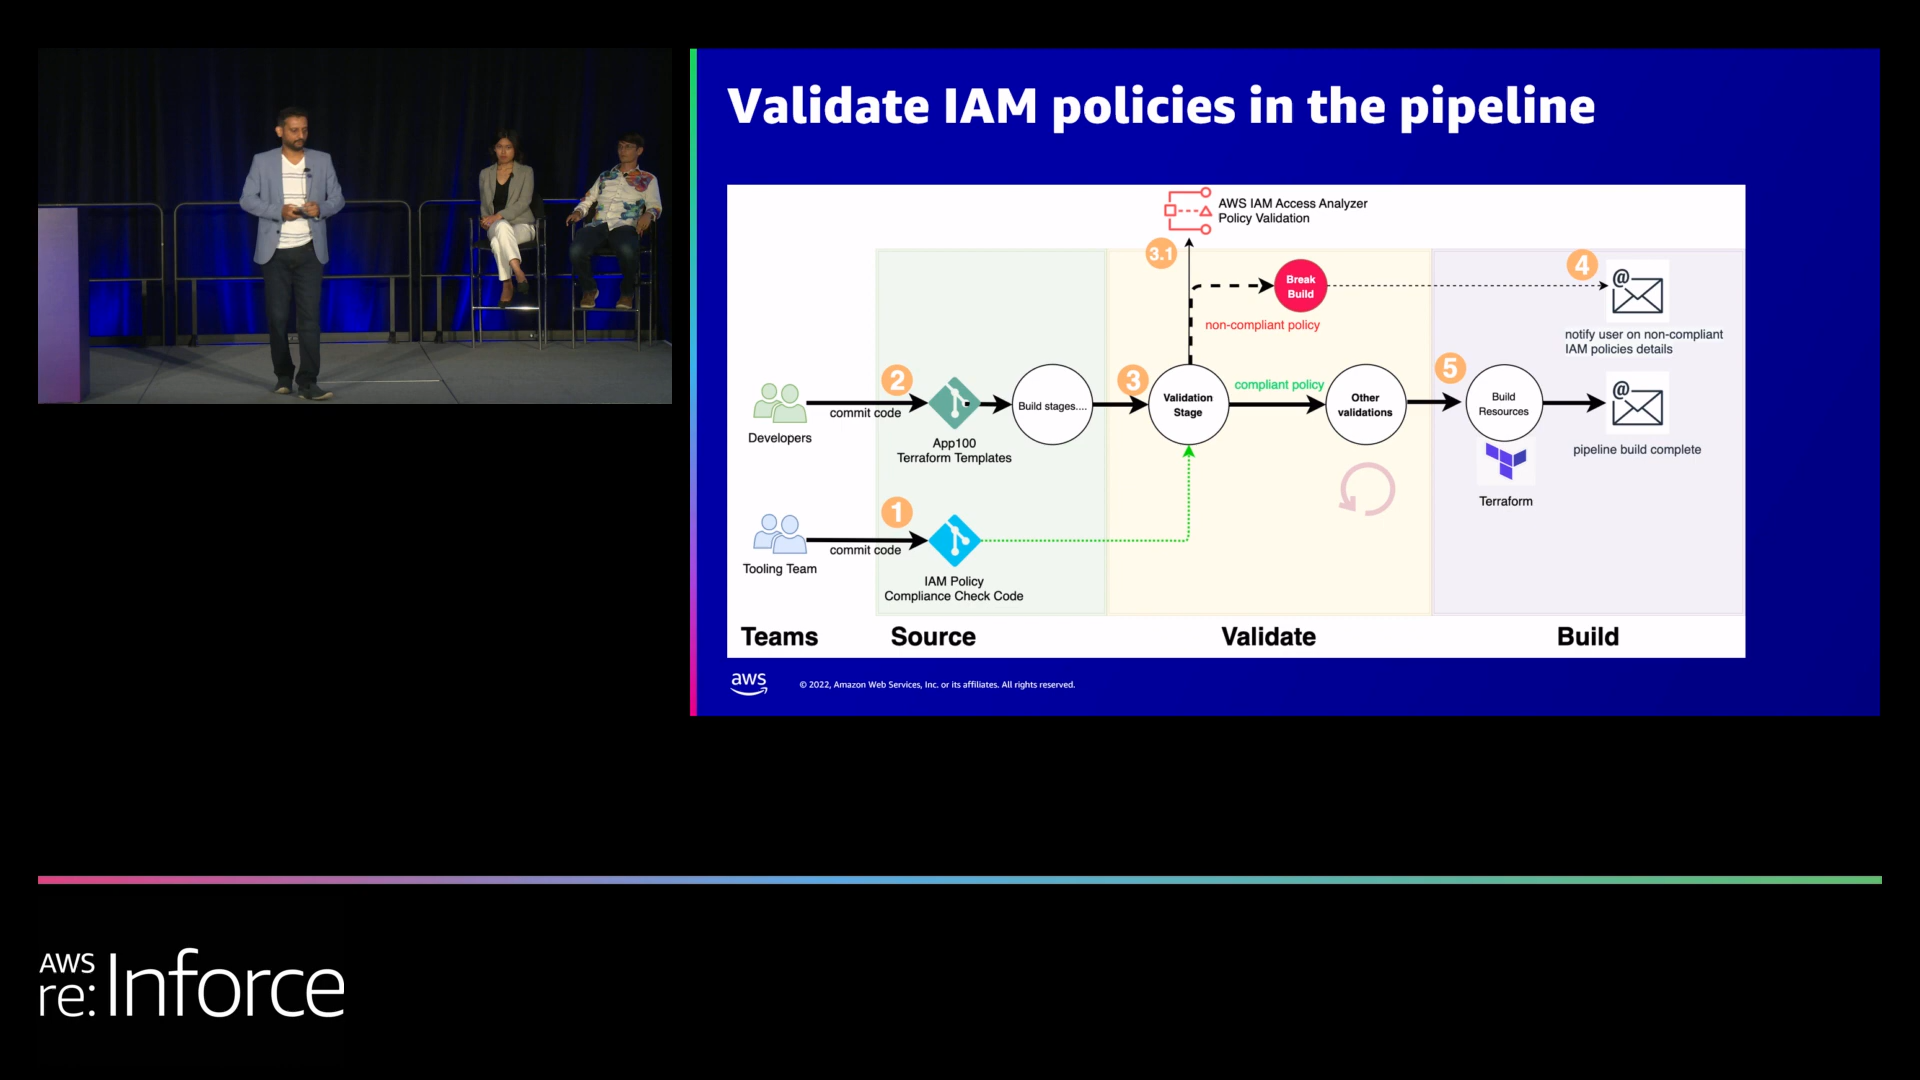 Validate IAM policies in the pipeline
AWS IAM Access Analyzer
Policy Validation
3.1
4
@
Break
Build
non-compliant policy
notify user on non-compliant
IAM policies details
2
3
5
compliant policy
@
commit code
Build stages....
Validation
Stage
Other
validations
Build
Resources
Developers
App100
Terraform Templates
pipeline build complete
Terraform
1
commit code
Tooling Team
IAM Policy
Compliance Check Code
Teams
Source
Validate
Build
aws
© 2022, Amazon Web Services, Inc. or its affiliates. All rights reserved.
AWS
re:Inforce